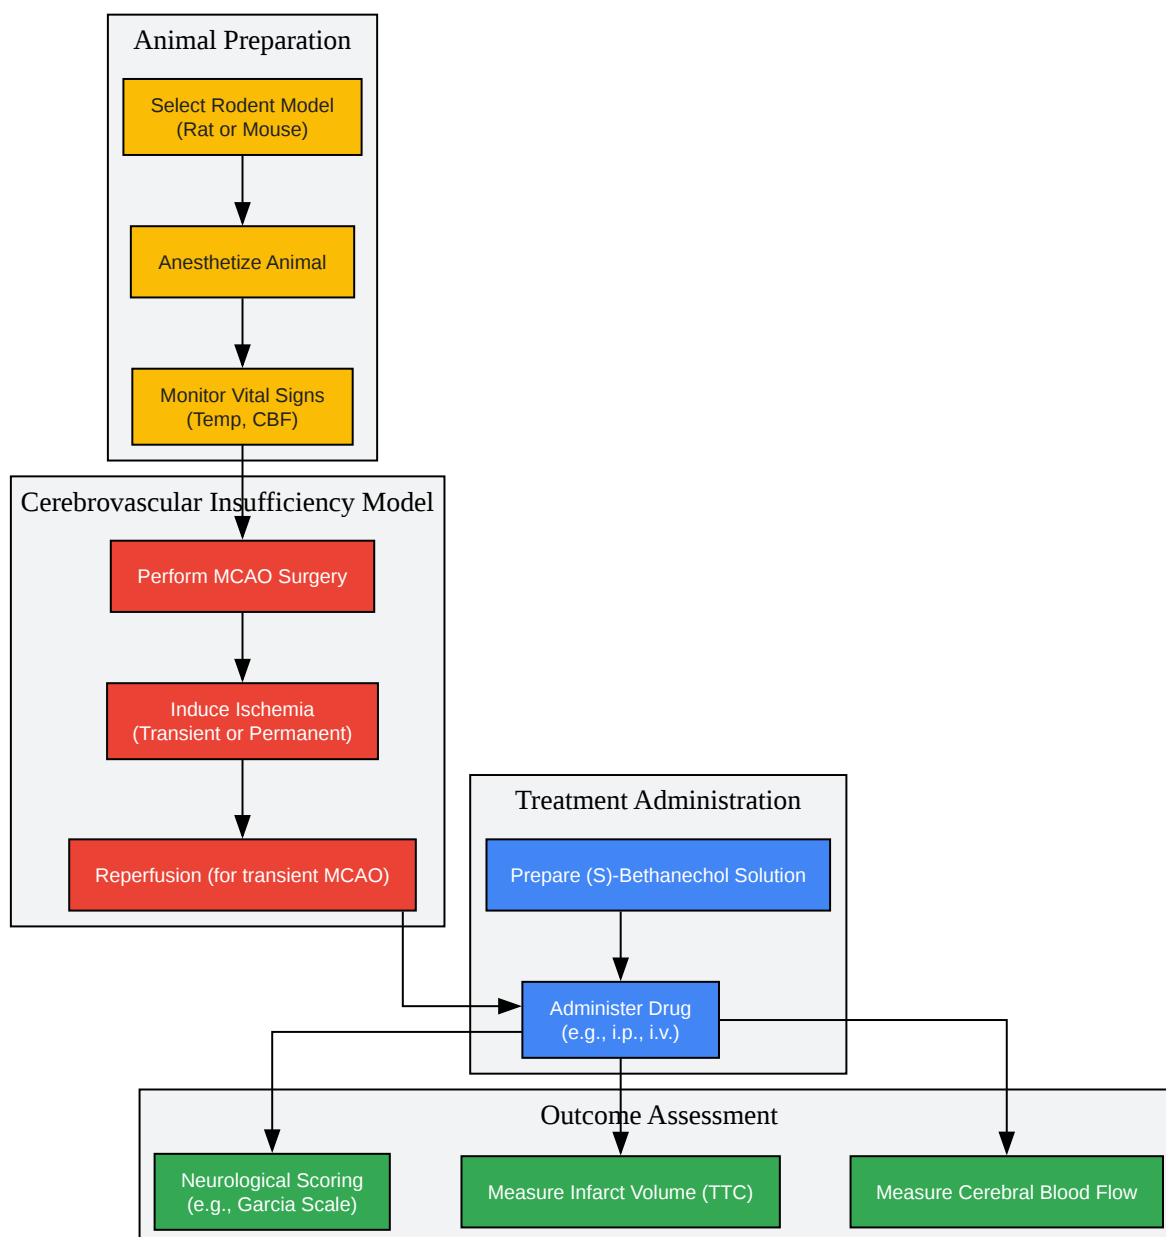 Animal Preparation
Select Rodent Model
(Rat or Mouse)
Anesthetize Animal
Monitor Vital Signs
(Temp, CBF)
Cerebrovascular Insufficiency Model
Perform MCAO Surgery
Induce Ischemia
(Transient or Permanent)
Reperfusion (for transient MCAO)
Treatment Administration
Prepare (S)-Bethanechol Solution
Administer Drug
(e.g., i.p., i.v.)
Outcome Assessment
Neurological Scoring
(e.g., Garcia Scale)
Measure Infarct Volume (TTC)
Measure Cerebral Blood Flow